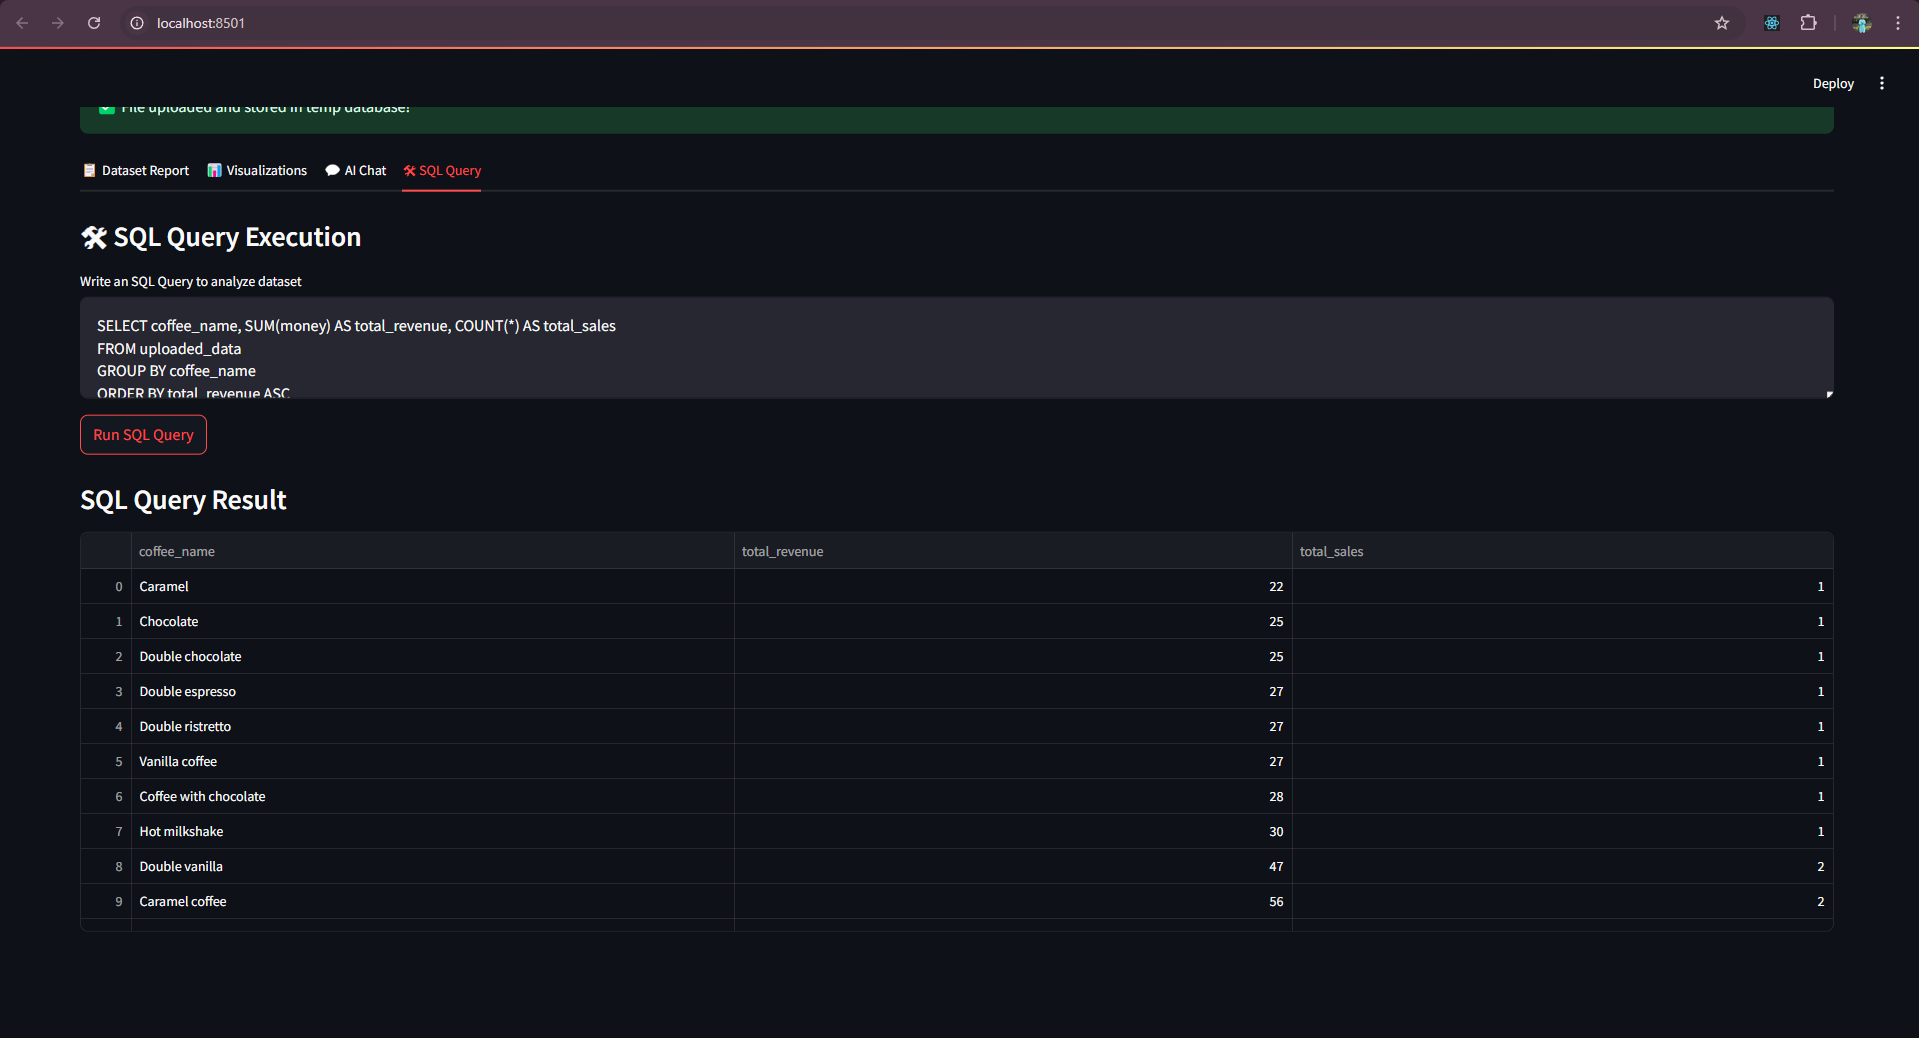 localhost:8501
Deploy
File uploaded and stored in temp database!
Dataset Report Visualizations AI Chat SQL Query
SQL Query Execution
Write an SQL Query to analyze dataset
SELECT coffee_name, SUM(money) AS total_revenue, COUNT(*) AS total_sales
FROM uploaded_data
GROUP BY coffee_name
ORDER BY total_revenue ASC
Run SQL Query
SQL Query Result
coffee_name total_revenue total_sales
0 Caramel 22 1
1 Chocolate 25 1
2 Double chocolate 25 1
3 Double espresso 27 1
4 Double ristretto 27 1
5 Vanilla coffee 27 1
6 Coffee with chocolate 28 1
7 Hot milkshake 30 1
8 Double vanilla 47 2
9 Caramel coffee 56 2